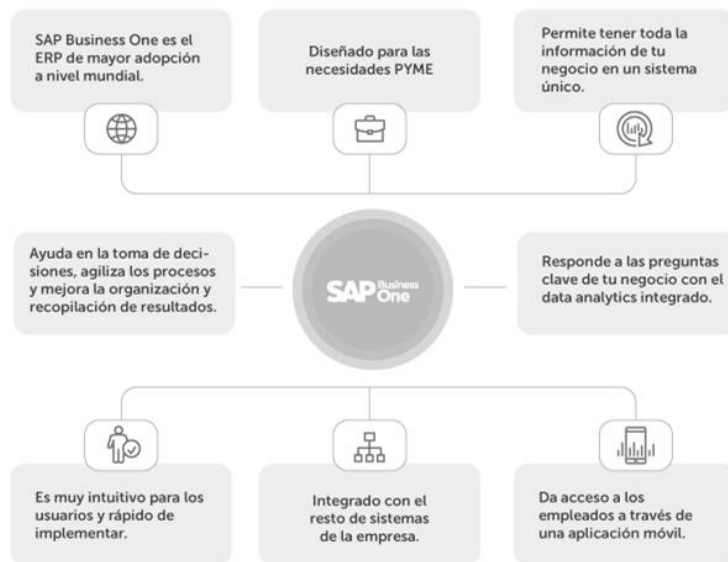 SAP Business One es el
ERP de mayor adopción
a nivel mundial.
Diseñado para las
necesidades PYME
Permite tener toda la
información de tu
negocio en un sistema
único.
Ayuda en la toma de deci-
siones, agiliza los procesos
y mejora la organización y
recopilación de resultados.
SAP Business
One
Responde a las preguntas
clave de tu negocio con el
data analytics integrado.
Es muy intuitivo para los
usuarios y rápido de
implementar.
Integrado con el
resto de sistemas
de la empresa.
Da acceso a los
empleados a través de
una aplicación móvil.